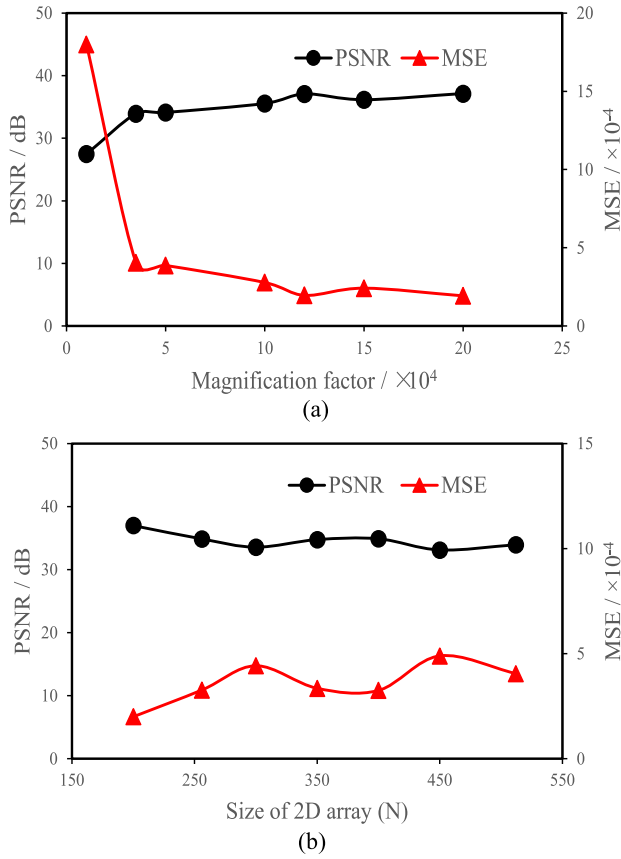 50
40
30
20
10
0
PSNR / dB
PSNR
MSE
20
15
10
5
0
MSE / ×10-4
0
5
10
15
20
25
Magnification factor / ×10⁴
(a)
50
40
30
20
10
0
PSNR / dB
PSNR
MSE
15
10
5
0
MSE / ×10-4
150
250
350
450
550
Size of 2D array (N)
(b)